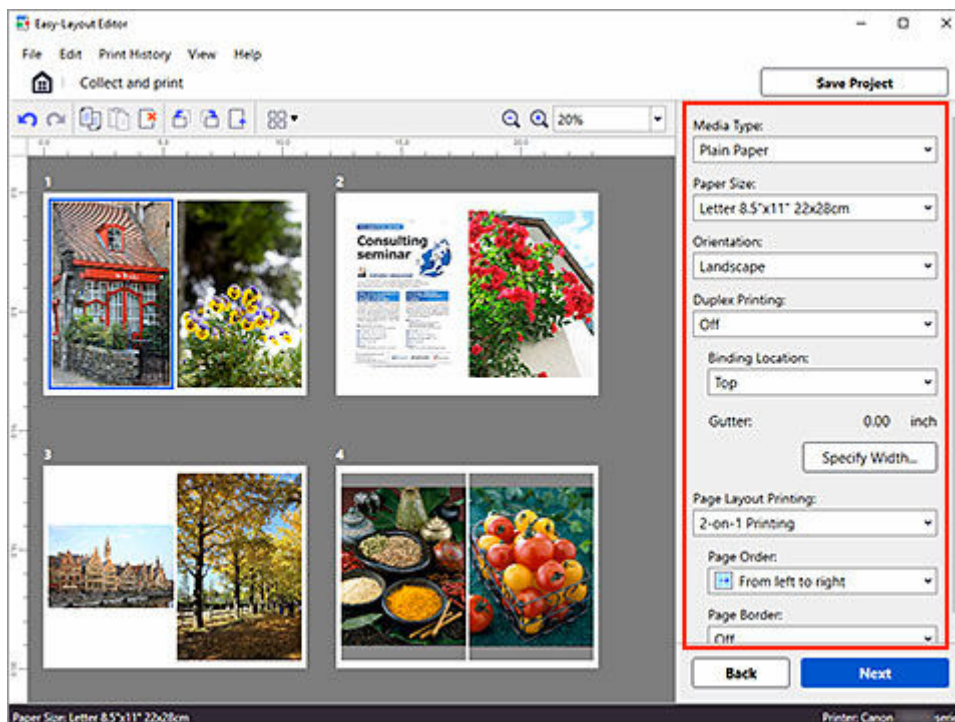 Easy-Layout Editor
File Edit Print History View Help
Collect and print
Save Project
20%
Media Type:
Plain Paper
Paper Size:
Letter 8.5"x11" 22x28cm
Orientation:
Landscape
Duplex Printing:
Off
Binding Location:
Top
Gutter: 0.00 inch
Specify Width...
Page Layout Printing:
2-on-1 Printing
Page Order:
From left to right
Page Border:
Off
Back Next
1
2
Consulting
seminar
3
4
Paper Size: Letter 8.5"x11" 22x28cm
Printer: Canon